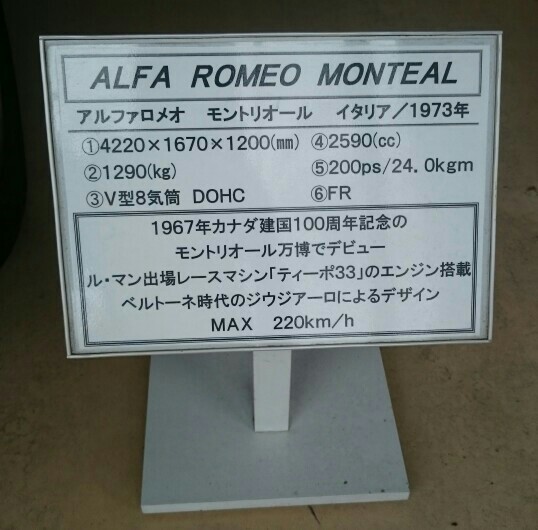 ALFA ROMEO MONTEAL
アルファロメオ モントリオール イタリア/1973年
①4220×1670×1200(㎜) ④2590(cc)
②1290(kg) ⑤200ps/24.0kgm
③V型8気筒 DOHC ⑥FR
1967年カナダ建国100周年記念の
モントリオール万博でデビュー
ル・マン出場レースマシン「ティーポ33」のエンジン搭載
ベルトーネ時代のジウジアーロによるデザイン
MAX 220km/h